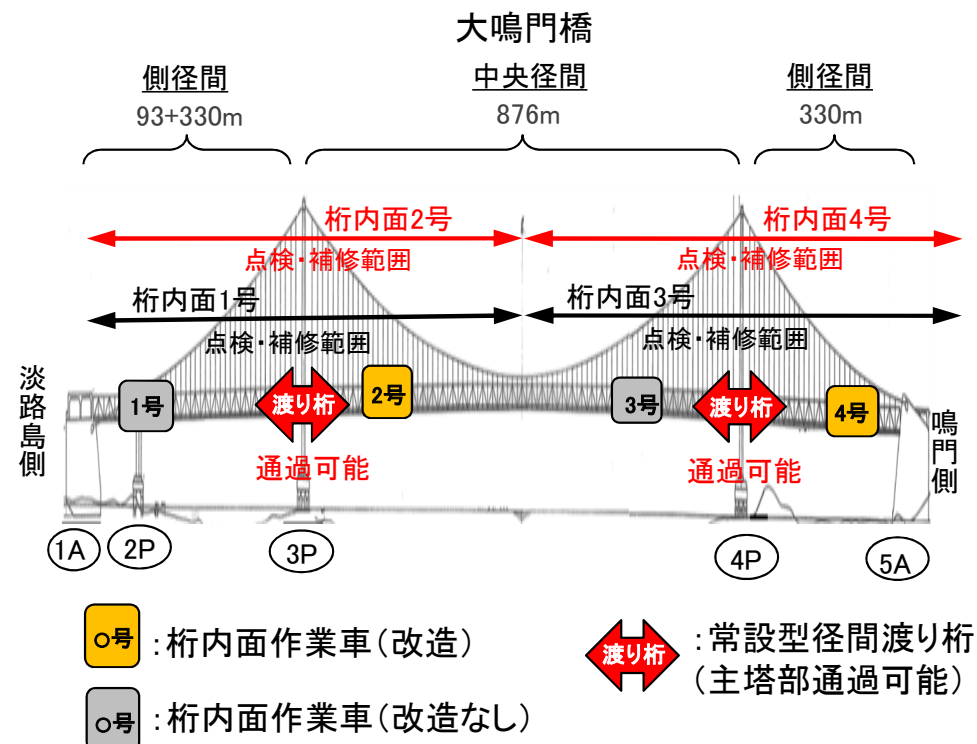 大鳴門橋
側径間
中央径間
側径間
93+330m
876m
330m
桁内面2号
桁内面4号
点検・補修範囲
点検・補修範囲
桁内面1号
桁内面3号
点検・補修範囲
点検・補修範囲
淡路島側
1号
渡り桁
2号
3号
渡り桁
4号
鳴門側
通過可能
通過可能
1A
2P
3P
4P
5A
○号
:桁内面作業車(改造)
渡り桁
:常設型径間渡り桁
(主塔部通過可能)
○号
:桁内面作業車(改造なし)